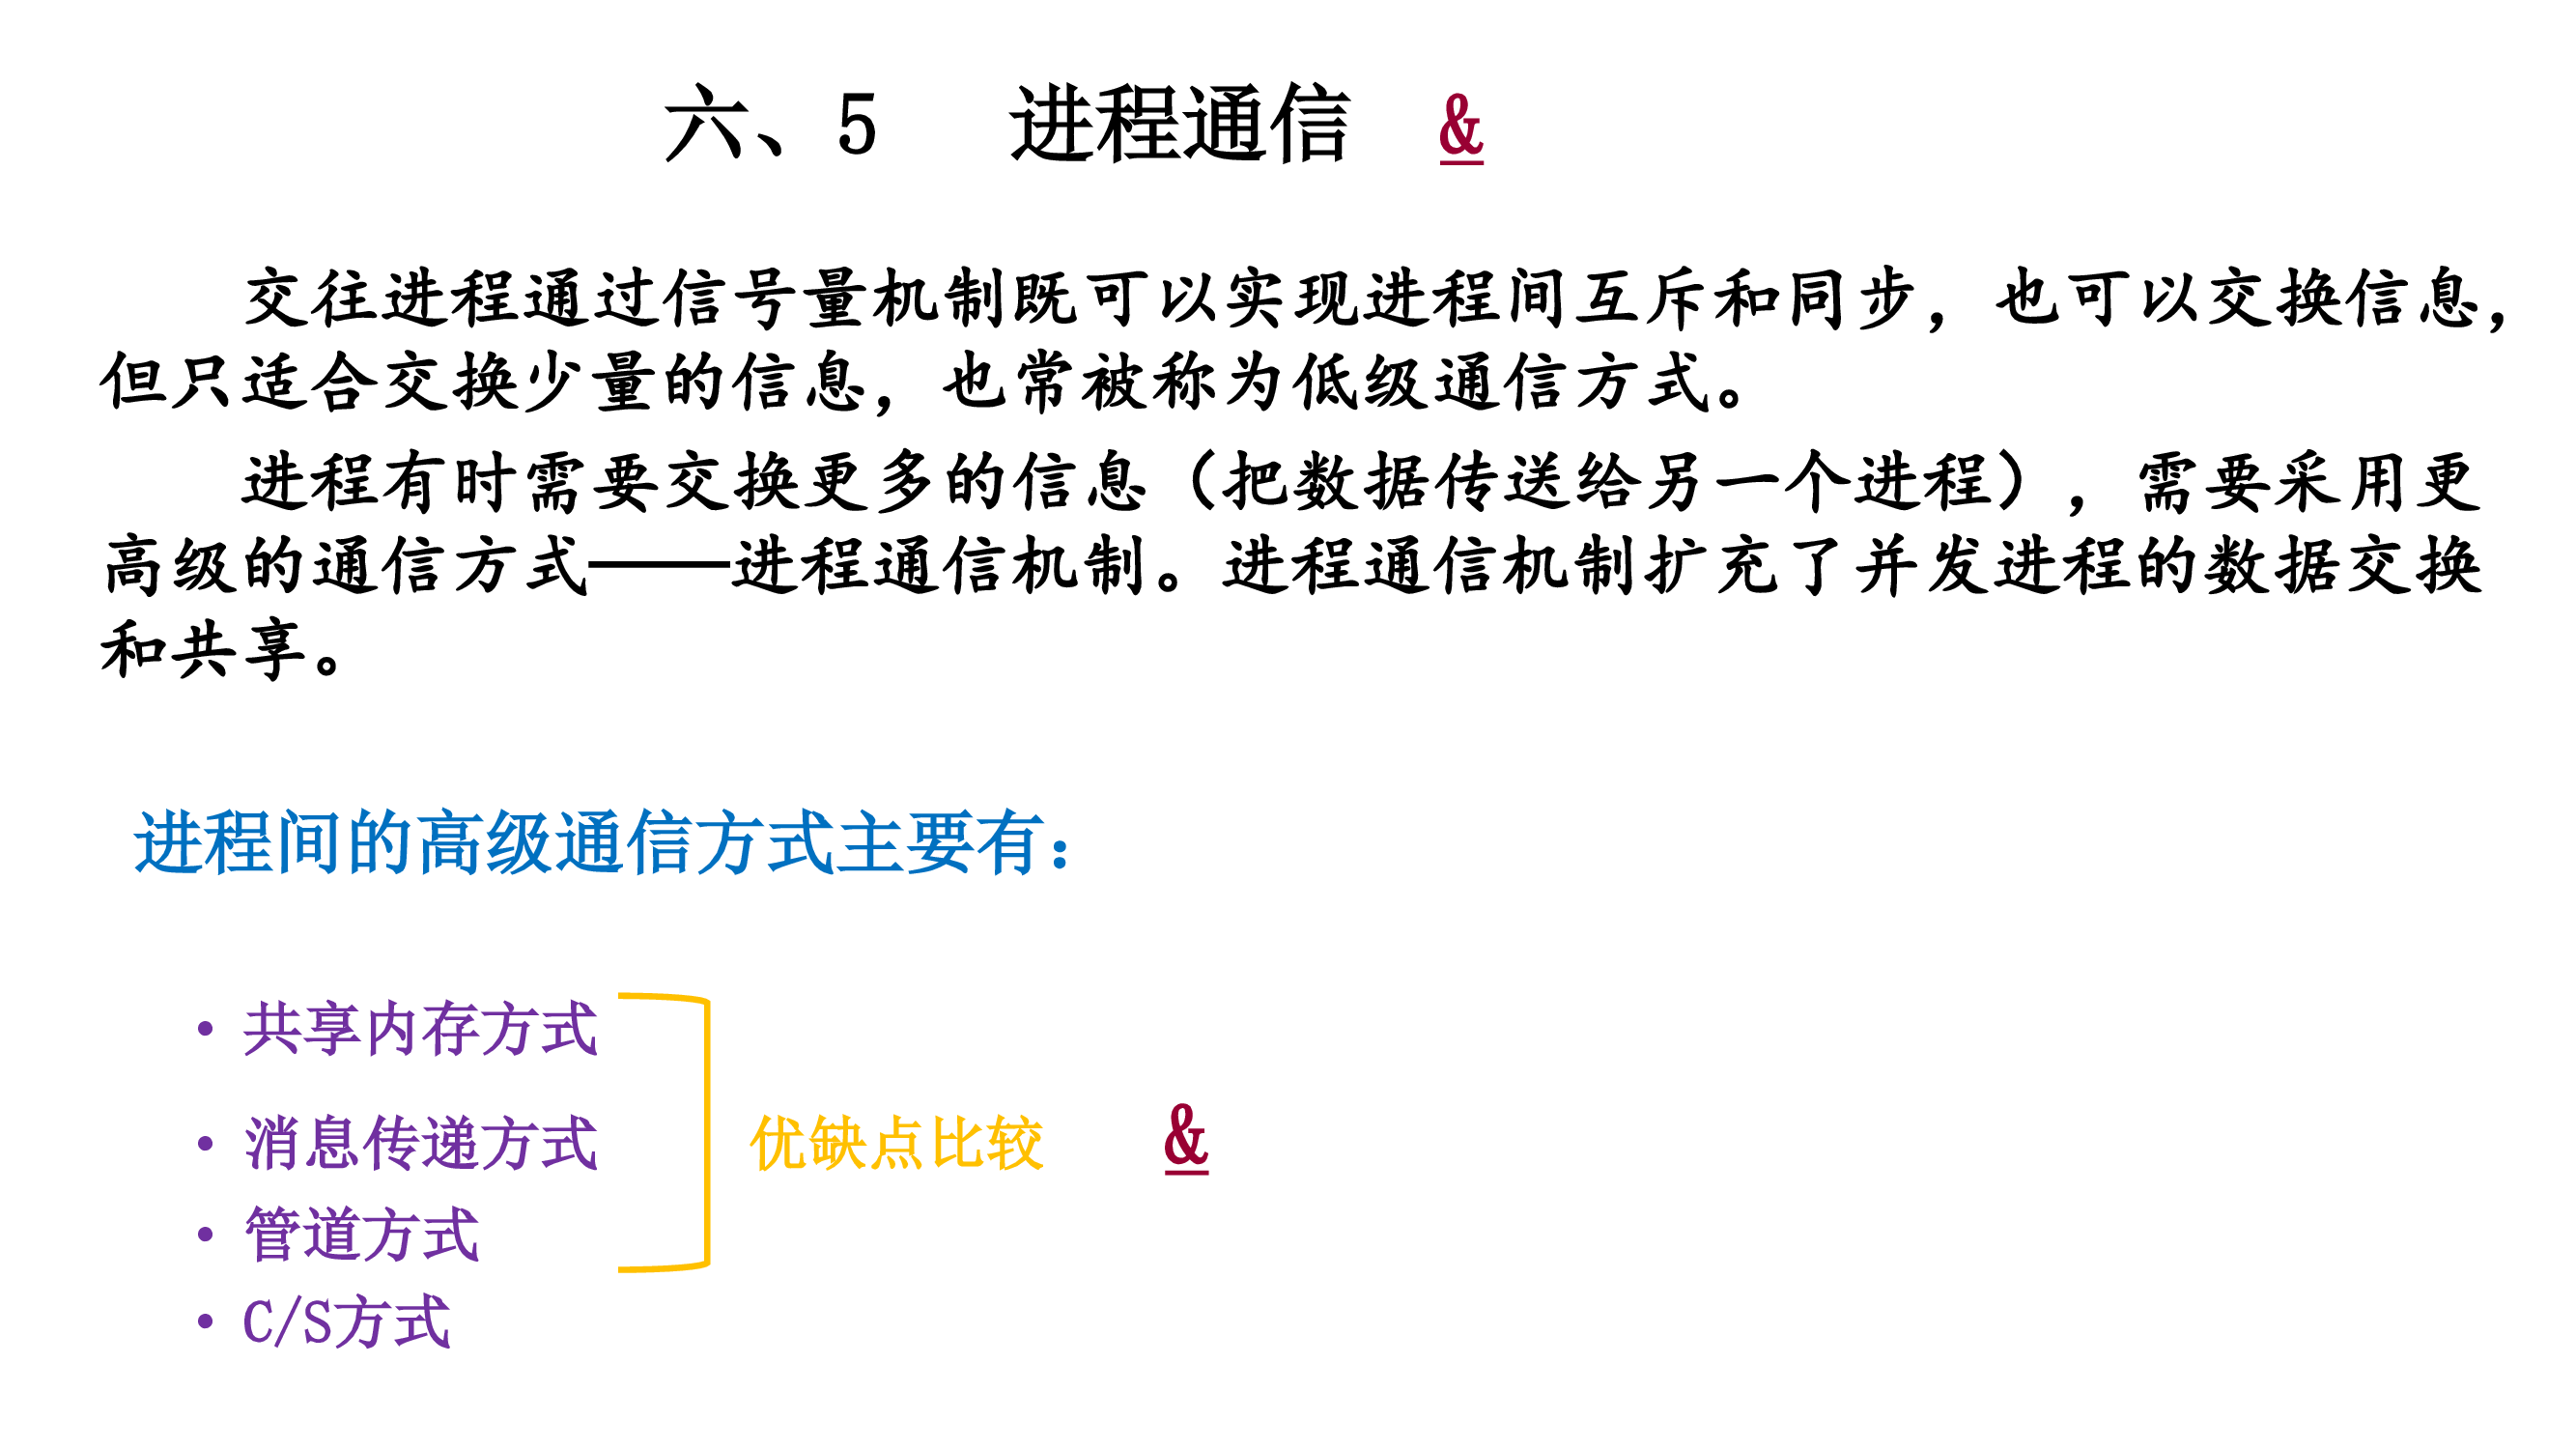 六、5 进程通信 &
交往进程通过信号量机制既可以实现进程间互斥和同步，也可以交换信息，
但只适合交换少量的信息，也常被称为低级通信方式。
进程有时需要交换更多的信息（把数据传送给另一个进程），需要采用更
高级的通信方式——进程通信机制。进程通信机制扩充了并发进程的数据交换
和共享。
进程间的高级通信方式主要有：
• 共享内存方式
• 消息传递方式
优缺点比较 &
• 管道方式
• C/S方式